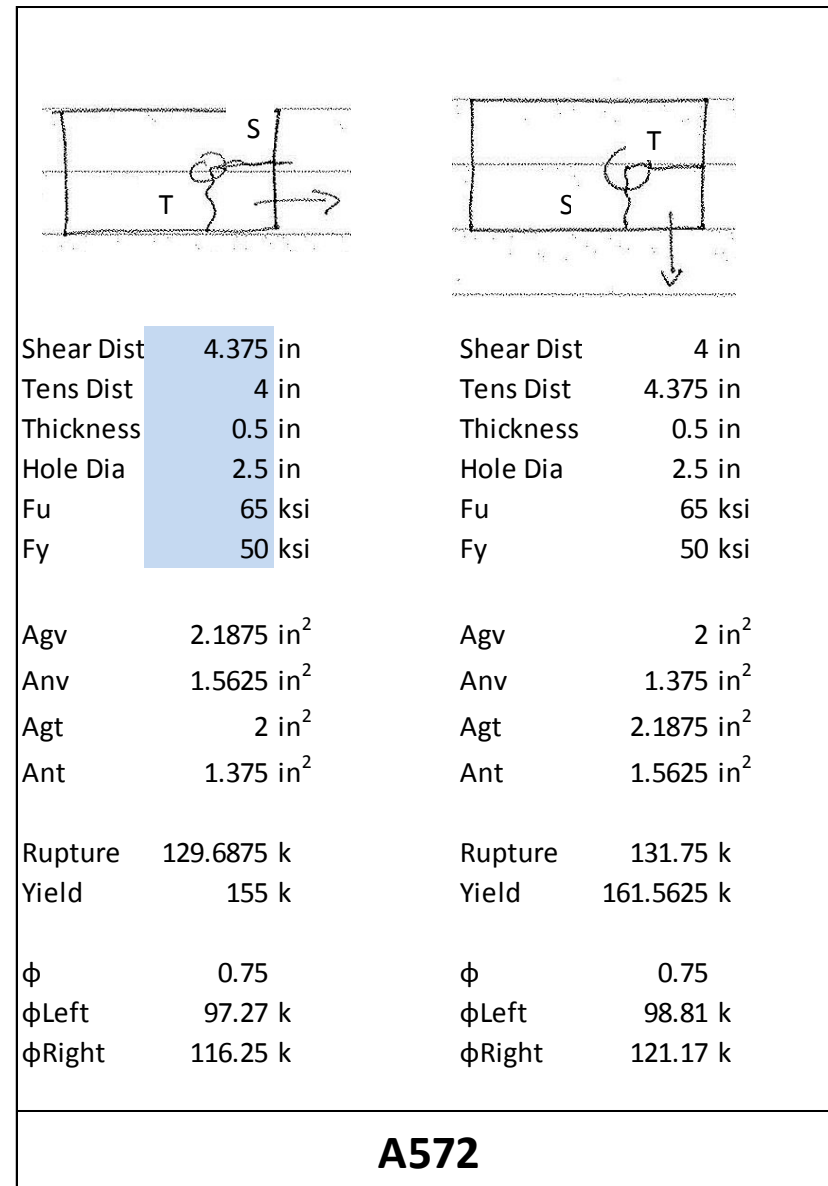 S
T
T
S
Shear Dist 4.375 in Shear Dist 4 in
Tens Dist 4 in Tens Dist 4.375 in
Thickness 0.5 in Thickness 0.5 in
Hole Dia 2.5 in Hole Dia 2.5 in
Fu 65 ksi Fu 65 ksi
Fy 50 ksi Fy 50 ksi
Agv 2.1875 in² Agv 2 in²
Anv 1.5625 in² Anv 1.375 in²
Agt 2 in² Agt 2.1875 in²
Ant 1.375 in² Ant 1.5625 in²
Rupture 129.6875 k Rupture 131.75 k
Yield 155 k Yield 161.5625 k
φ 0.75 φ 0.75
φLeft 97.27 k φLeft 98.81 k
φRight 116.25 k φRight 121.17 k
A572